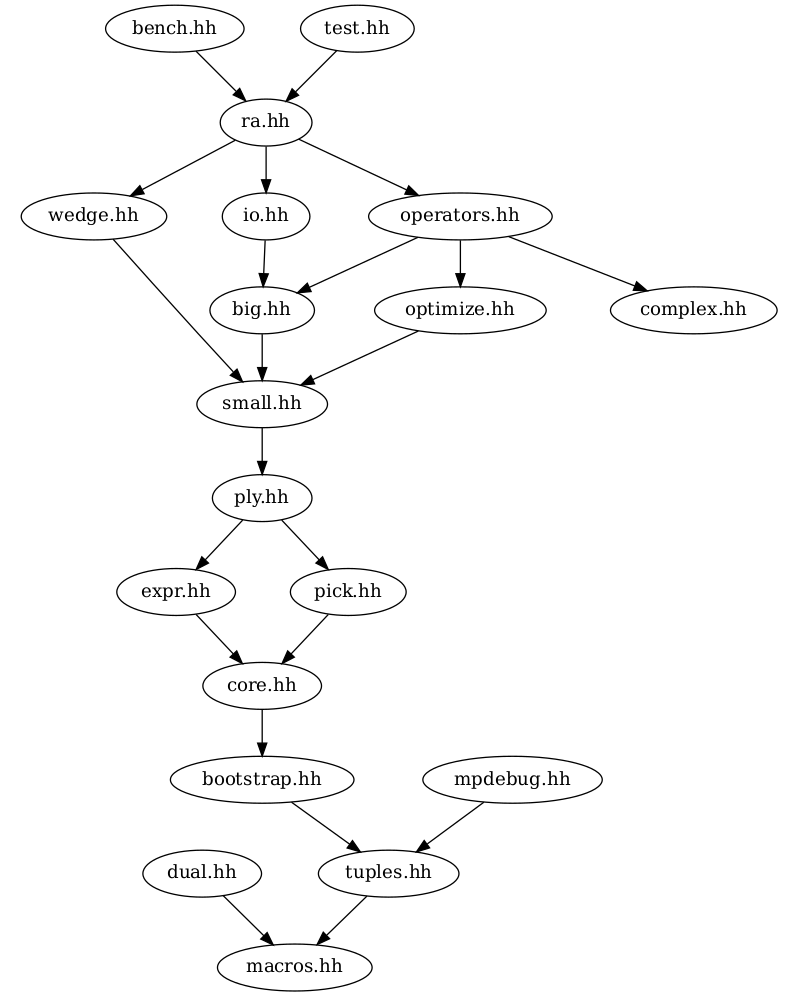 bench.hh
test.hh
ra.hh
wedge.hh
io.hh
operators.hh
big.hh
optimize.hh
complex.hh
small.hh
ply.hh
expr.hh
pick.hh
core.hh
bootstrap.hh
mpdebug.hh
dual.hh
tuples.hh
macros.hh